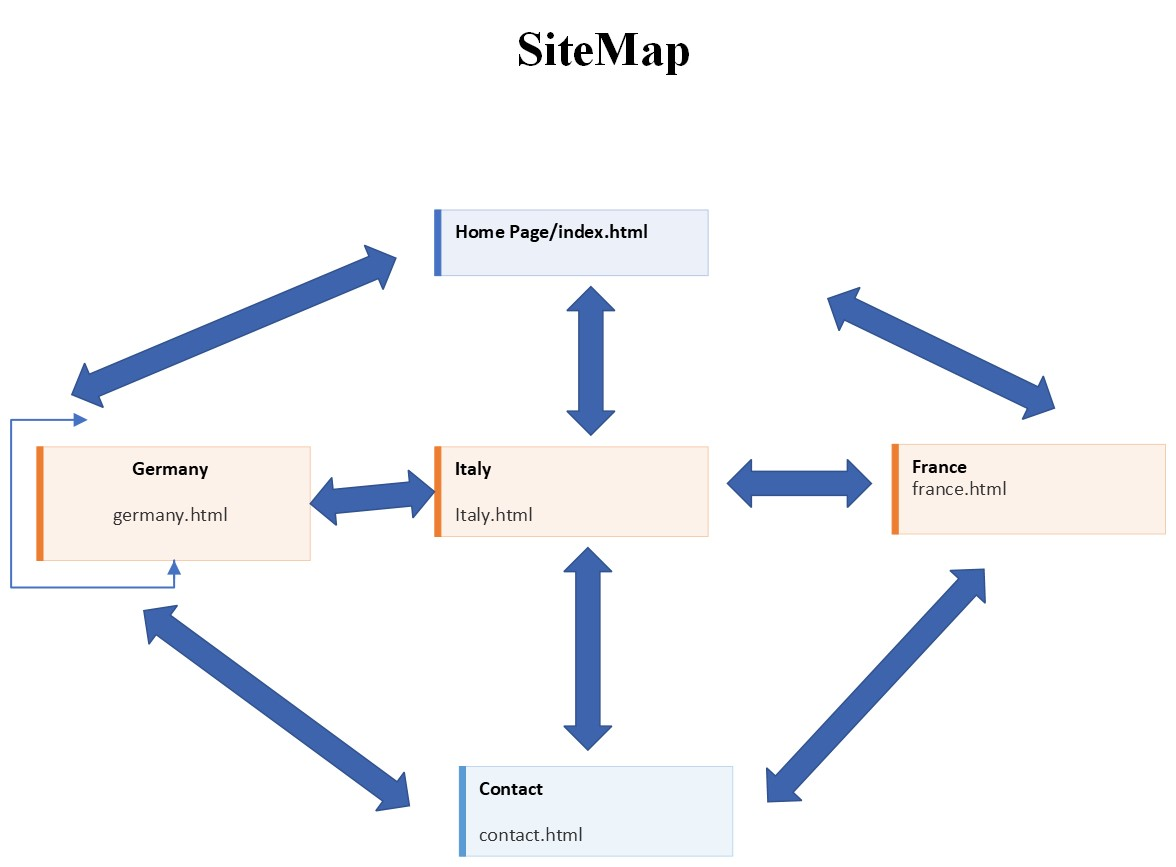 SiteMap
Home Page/index.html
Germany
germany.html
Italy
Italy.html
France
france.html
Contact
contact.html